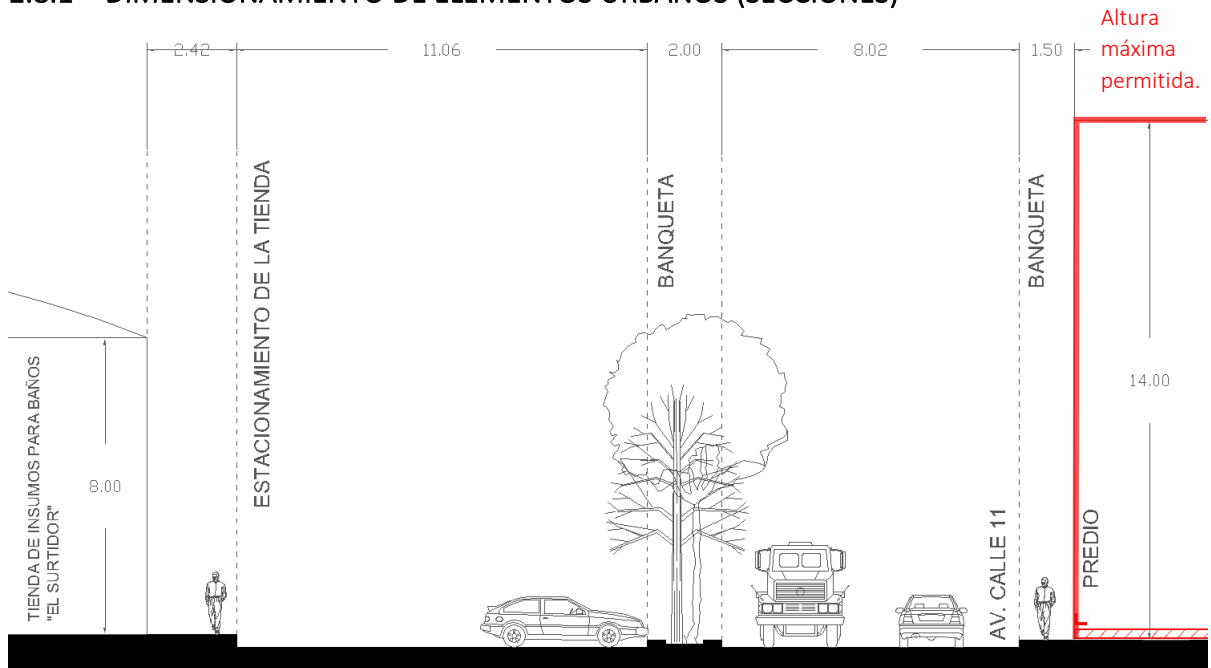 2.42
11.06
2.00
8.02
1.50
Altura
máxima
permitida.
ESTACIONAMIENTO DE LA TIENDA
BANQUETA
BANQUETA
TIENDA DE INSUMOS PARA BAÑOS
"EL SURTIDOR"
8.00
14.00
AV. CALLE 11
PREDIO